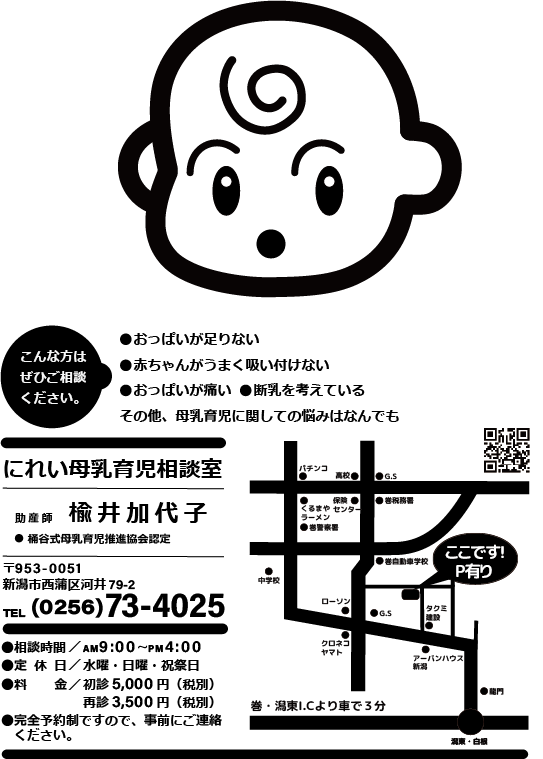 こんな方は
ぜひご相談
ください。
●おっぱいが足りない
●赤ちゃんがうまく吸い付けない
●おっぱいが痛い ●断乳を考えている
その他、母乳育児に関しての悩みはなんでも
にれい母乳育児相談室
助産師 楡井加代子
●桶谷式母乳育児推進協会認定
〒953-0051
新潟市西蒲区河井79-2
TEL (0256)73-4025
●相談時間／AM9:00～PM4:00
●定休日／水曜・日曜・祝祭日
●料金／初診5,000円（税別）
再診3,500円（税別）
●完全予約制ですので、事前にご連絡
ください。
パチンコ
高校
G.S
くるまや
ラーメン
保険
センター
巻税務署
巻警察署
巻自動車学校
ここです!
P有り
中学校
ローソン
G.S
タクミ
建設
クロネコ
ヤマト
アーバンハウス
新潟
龍門
巻・潟東I.Cより車で3分
潟東・白根